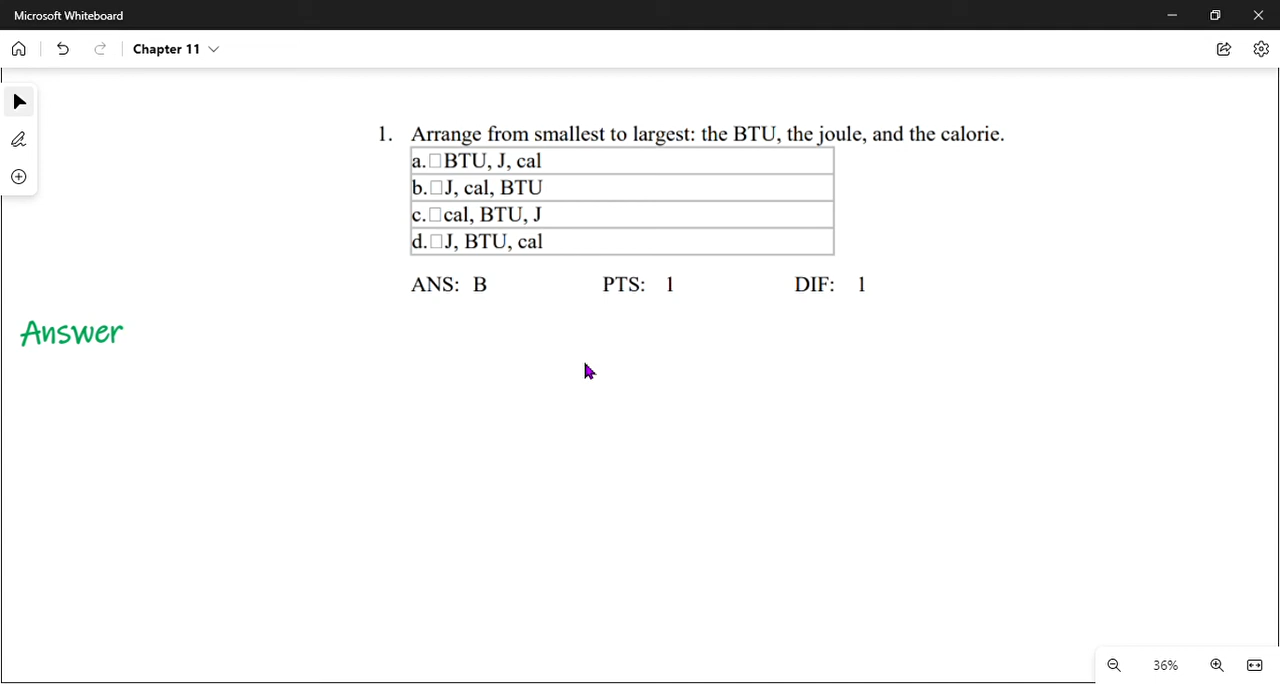 Microsoft Whiteboard
Chapter 11
1. Arrange from smallest to largest: the BTU, the joule, and the calorie.
a.□BTU, J, cal
b.□J, cal, BTU
c.□cal, BTU, J
d.□J, BTU, cal
ANS: B PTS: 1 DIF: 1
Answer
36%